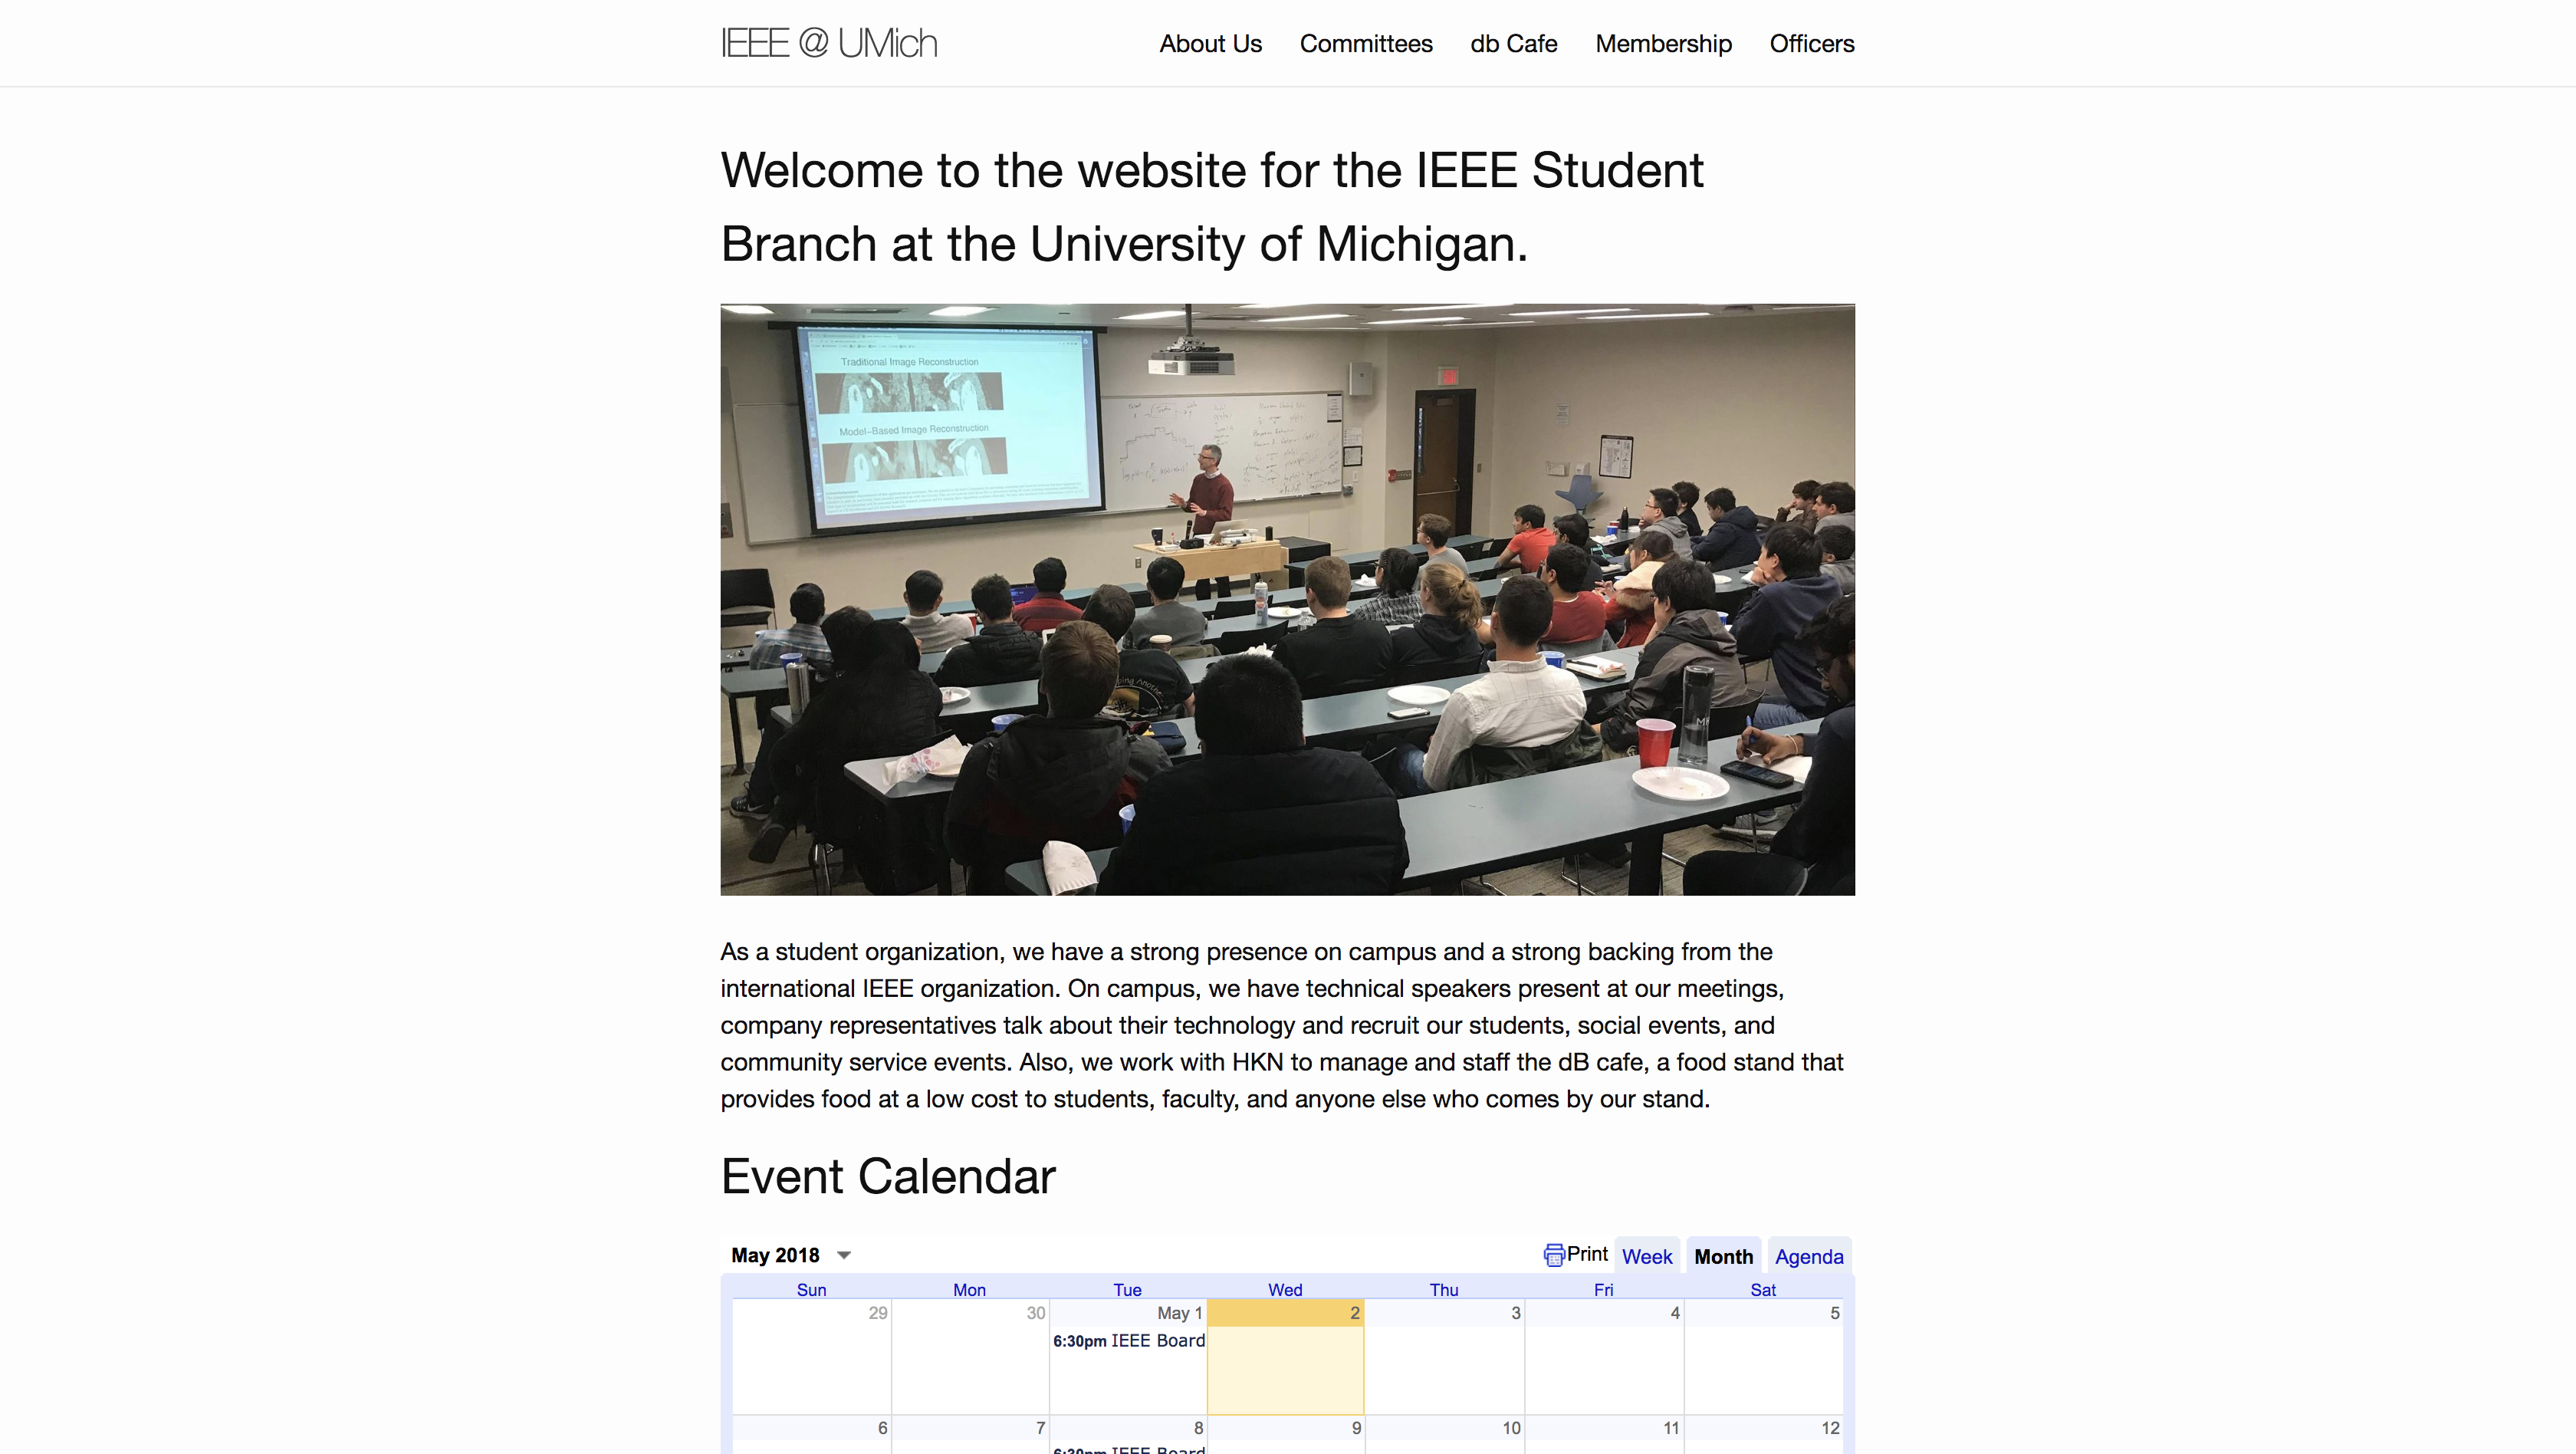 IEEE @ UMich
About Us Committees db Cafe Membership Officers
Welcome to the website for the IEEE Student
Branch at the University of Michigan.
Traditional Image Reconstruction
Model-Based Image Reconstruction
As a student organization, we have a strong presence on campus and a strong backing from the
international IEEE organization. On campus, we have technical speakers present at our meetings,
company representatives talk about their technology and recruit our students, social events, and
community service events. Also, we work with HKN to manage and staff the dB cafe, a food stand that
provides food at a low cost to students, faculty, and anyone else who comes by our stand.
Event Calendar
May 2018 Print Week Month Agenda
Sun Mon Tue Wed Thu Fri Sat
29 30 May 1 2 3 4 5
6:30pm IEEE Board
6 7 8 9 10 11 12
6:30pm IEEE Board